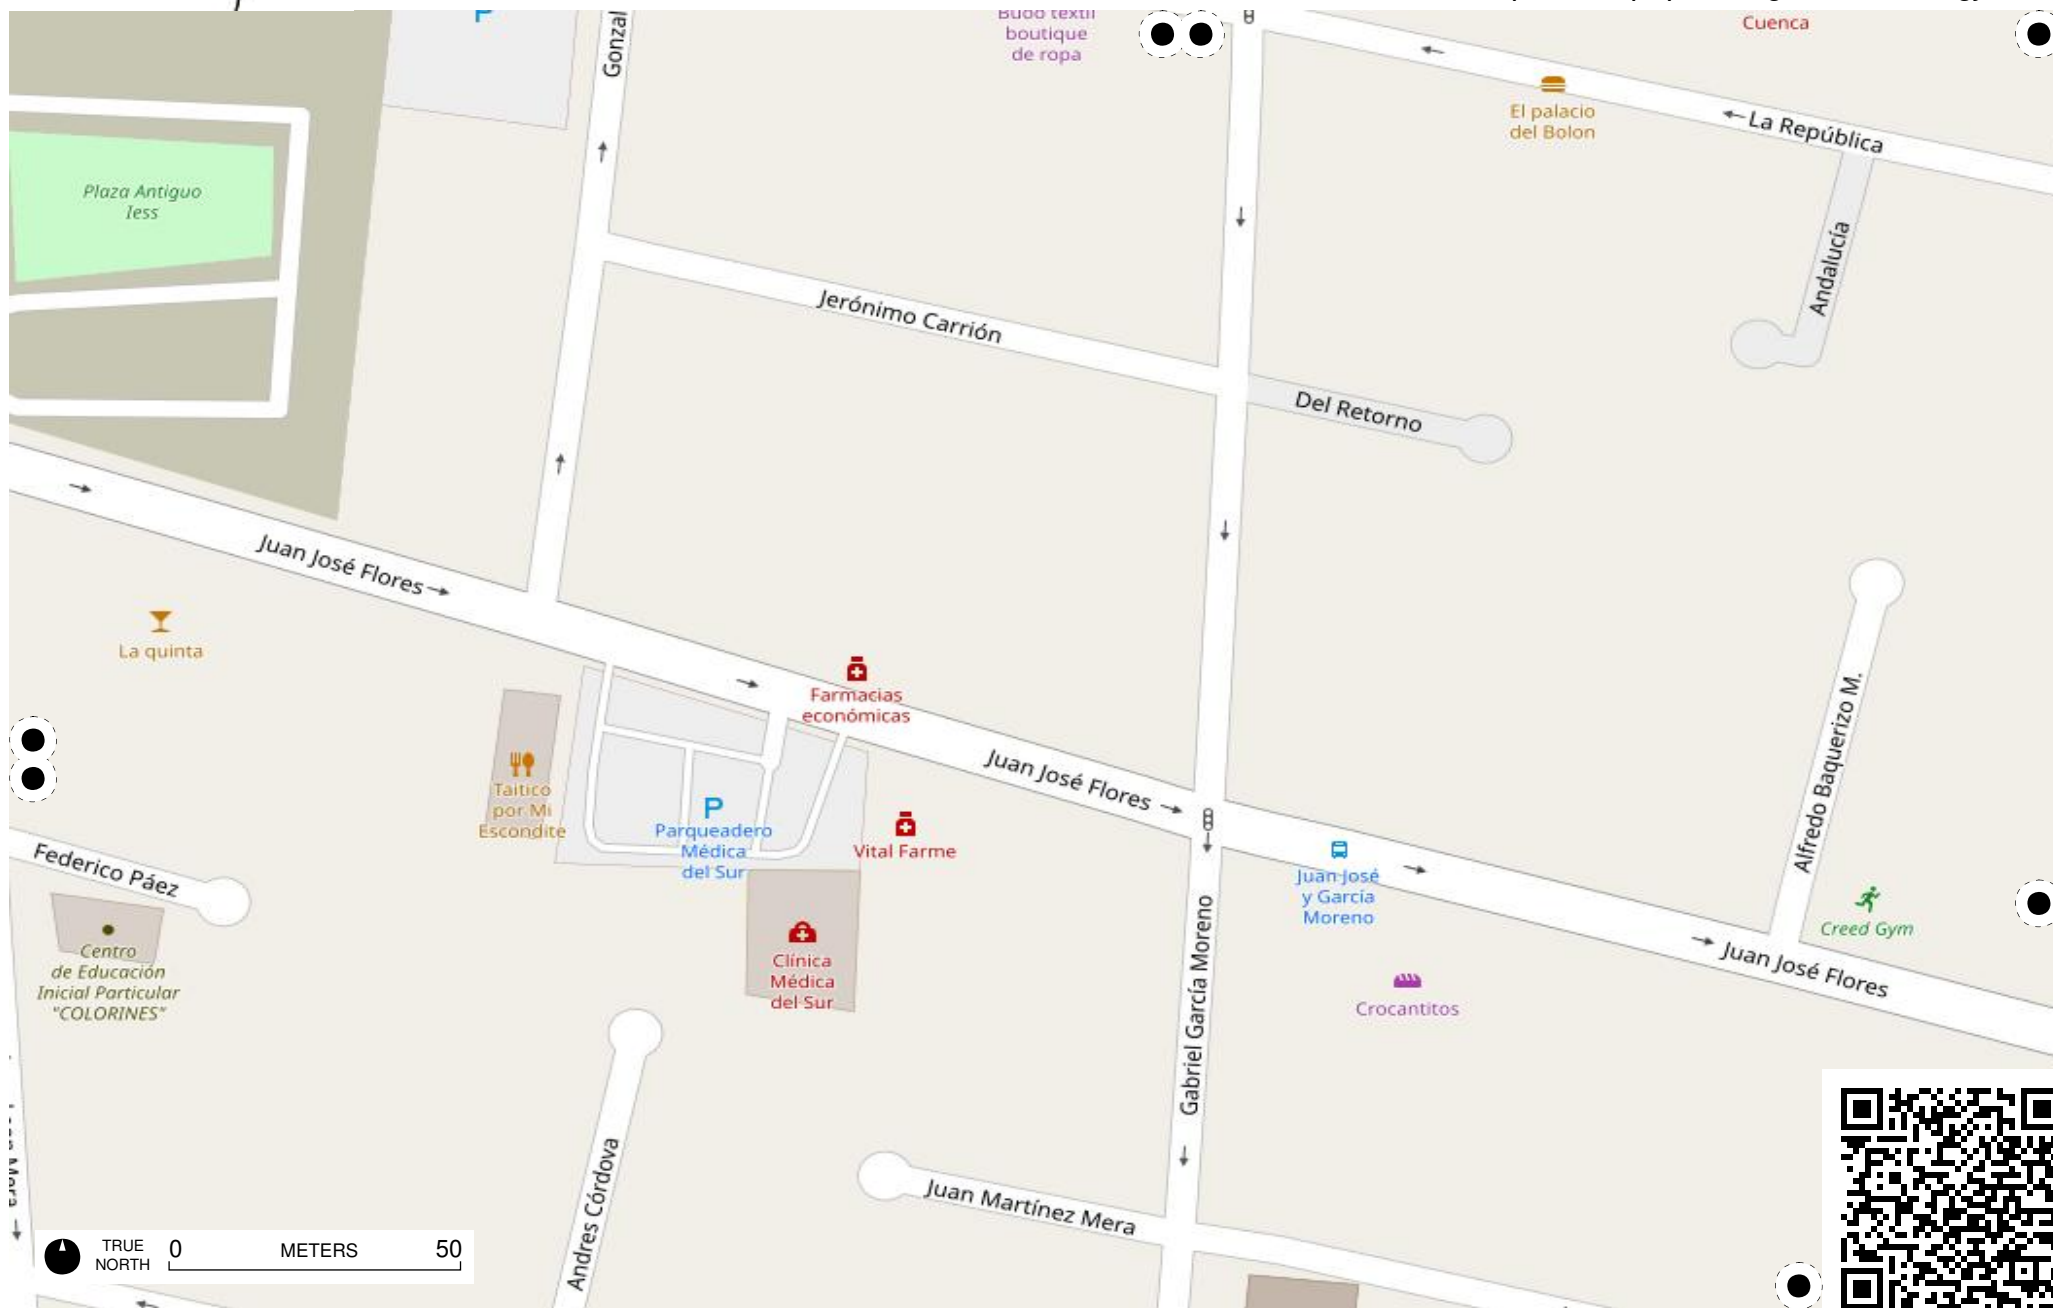 Cuenca
boutique
de ropa
P
Gonzal
El palacio
del Bolon
La República
Plaza Antiguo
Iess
Andalucía
Jerónimo Carrión
Del Retorno
Juan José Flores
La quinta
Farmacias
económicas
Alfredo Baquerizo M.
Juan José Flores
Taitico
por Mi
Escondite
P
Parqueadero
Médica
del Sur
Vital Farme
Juan José
y García
Moreno
Federico Páez
Creed Gym
Juan José Flores
Centro
de Educación
Inicial Particular
"COLORINES"
Clínica
Médica
del Sur
Crocantitos
Gabriel García Moreno
Andres Córdova
Juan Martínez Mera
TRUE
NORTH
0 METERS 50